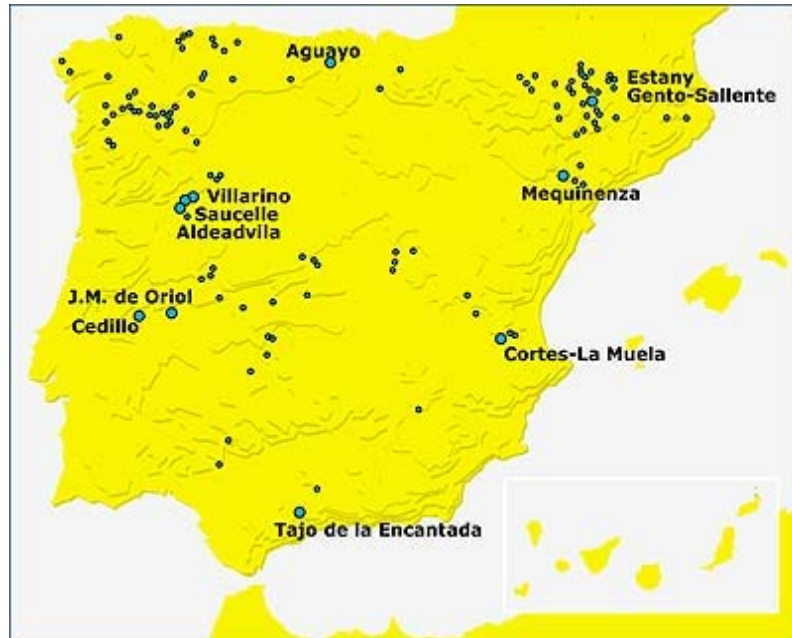 Aguayo
Estany
Gento-Sallente
Mequinenza
Villarino
Saucelle
Aldeadvila
J.M. de Oriol
Cedillo
Cortes-La Muela
Tajo de la Encantada